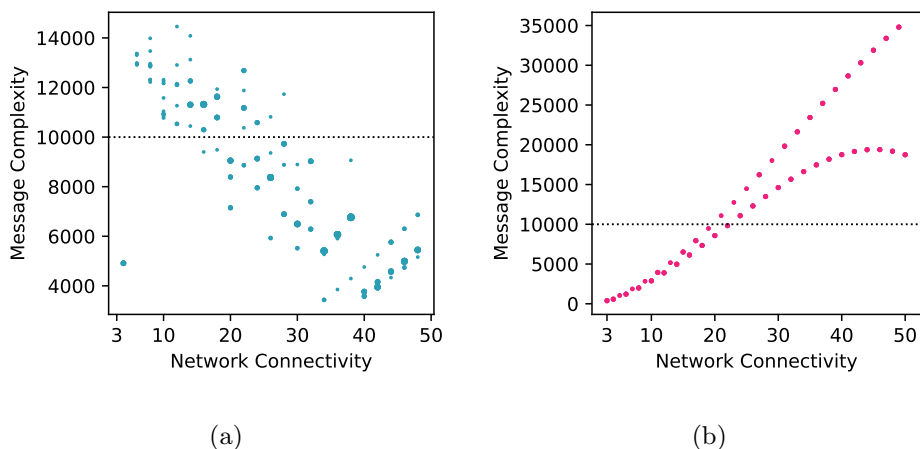 14000
12000
10000
8000
6000
4000
Message Complexity
3 10 20 30 40 50
Network Connectivity
(a)
35000
30000
25000
20000
15000
10000
5000
0
Message Complexity
3 10 20 30 40 50
Network Connectivity
(b)